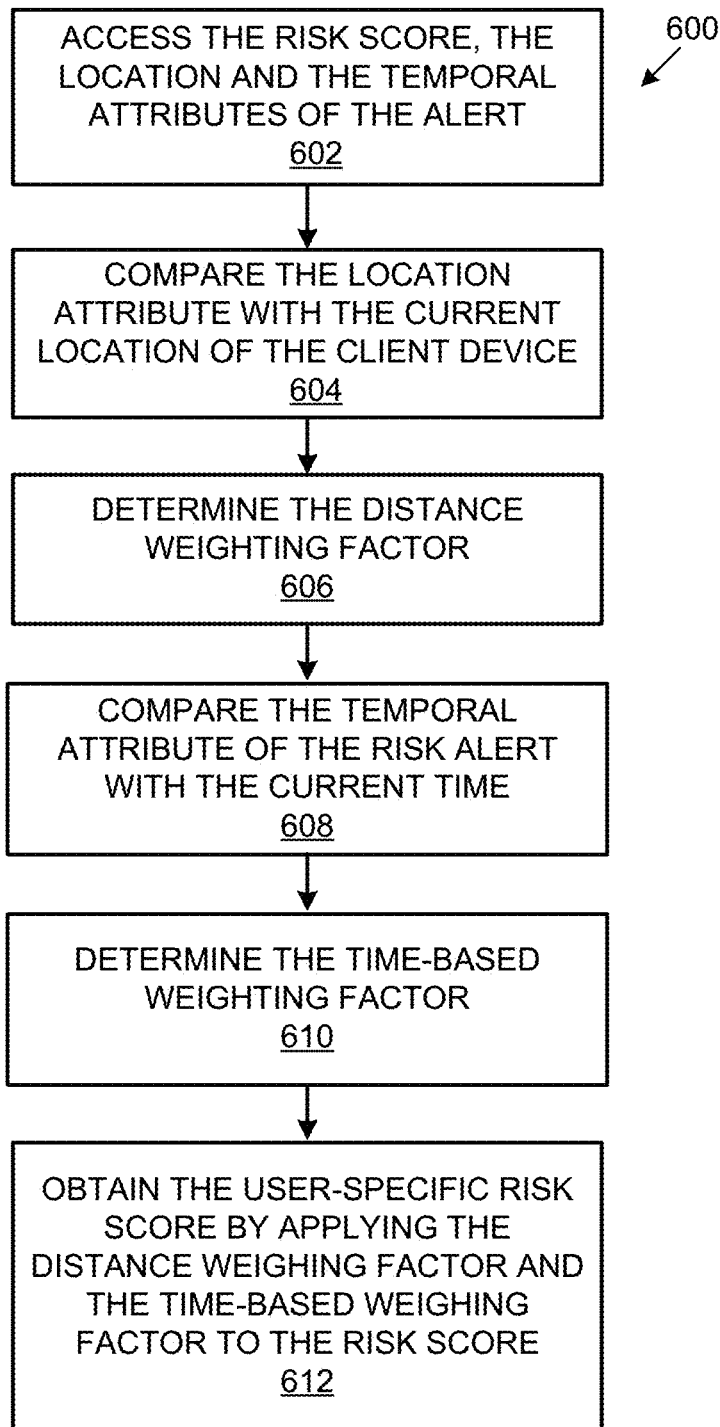 600
ACCESS THE RISK SCORE, THE
LOCATION AND THE TEMPORAL
ATTRIBUTES OF THE ALERT
602
COMPARE THE LOCATION
ATTRIBUTE WITH THE CURRENT
LOCATION OF THE CLIENT DEVICE
604
DETERMINE THE DISTANCE
WEIGHTING FACTOR
606
COMPARE THE TEMPORAL
ATTRIBUTE OF THE RISK ALERT
WITH THE CURRENT TIME
608
DETERMINE THE TIME-BASED
WEIGHTING FACTOR
610
OBTAIN THE USER-SPECIFIC RISK
SCORE BY APPLYING THE
DISTANCE WEIGHING FACTOR AND
THE TIME-BASED WEIGHING
FACTOR TO THE RISK SCORE
612